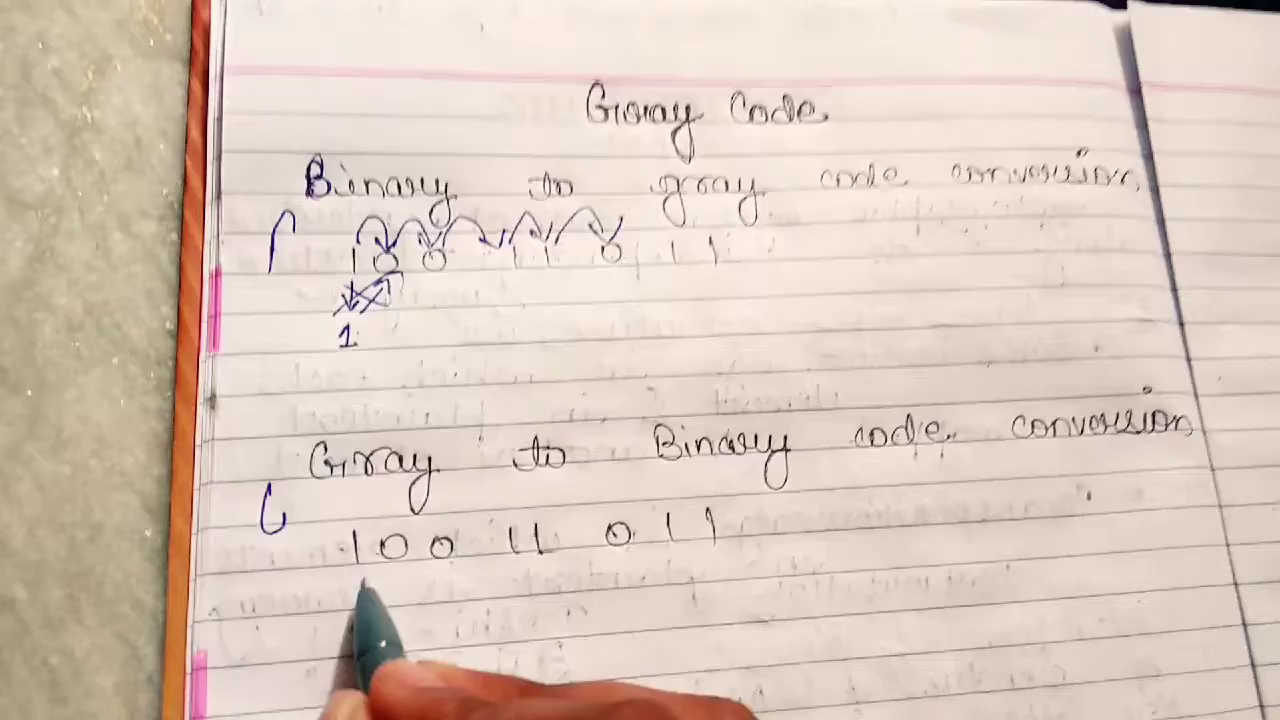 Gray Code
Binary to gray code conversion
1 0 0 1 1 0 1 1
1
Gray to Binary code conversion
1 0 0 1 1 0 1 1